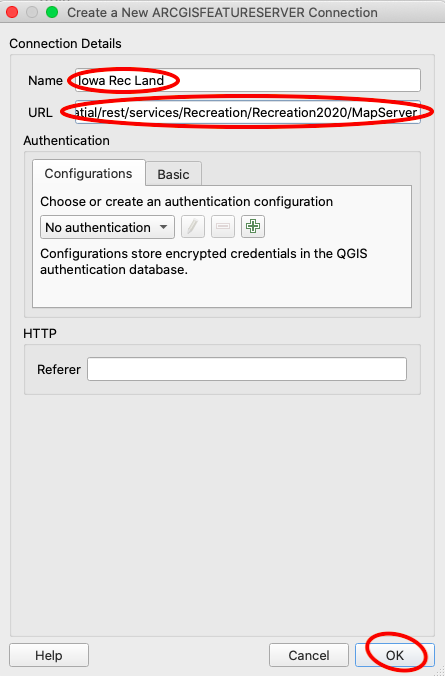 Create a New ARCGISFEATURESERVER Connection
Connection Details
Name Iowa Rec Land
URL atial/rest/services/Recreation/Recreation2020/MapServer
Authentication
Configurations Basic
Choose or create an authentication configuration
No authentication
Configurations store encrypted credentials in the QGIS
authentication database.
HTTP
Referer
Help Cancel OK